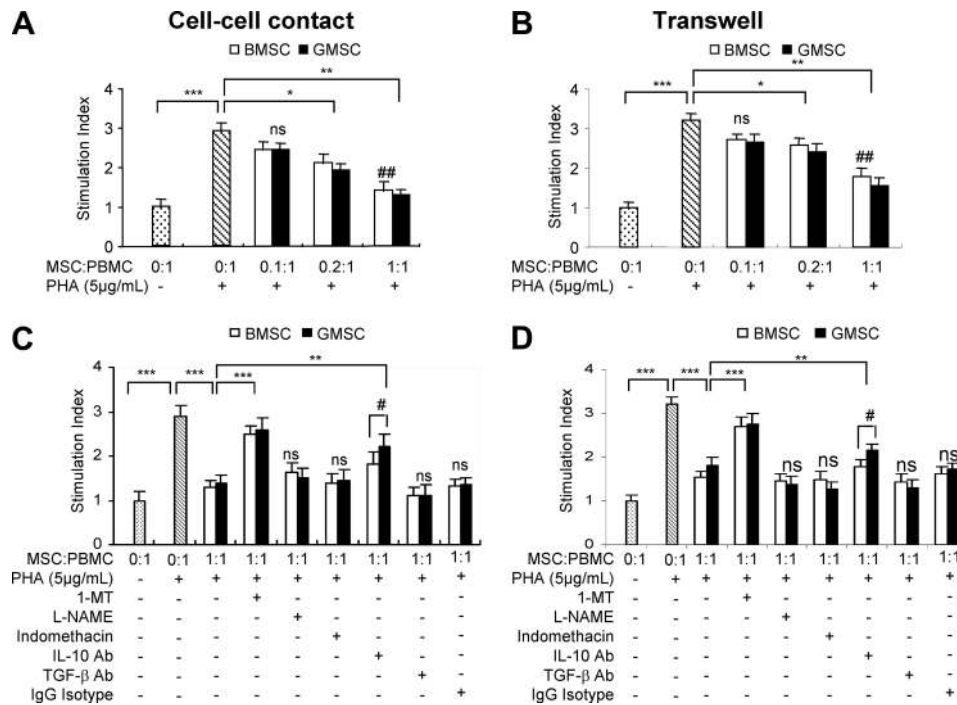 A Cell-cell contact
BMSC GMSC
**
*** *
ns
##
Stimulation Index
4
3
2
1
0
MSC:PBMC 0:1 0:1 0.1:1 0.2:1 1:1
PHA (5µg/mL) - + + + +
B Transwell
BMSC GMSC
**
*** *
ns
##
Stimulation Index
4
3
2
1
0
MSC:PBMC 0:1 0:1 0.1:1 0.2:1 1:1
PHA (5µg/mL) - + + + +
C
BMSC GMSC
**
*** *** ***
#
ns ns ns ns
Stimulation Index
4
3
2
1
0
MSC:PBMC 0:1 0:1 1:1 1:1 1:1 1:1 1:1 1:1 1:1
PHA (5µg/mL) - + + + + + + + +
1-MT - - - + - - - - -
L-NAME - - - - + - - - -
Indomethacin - - - - - + - - -
IL-10 Ab - - - - - - + - -
TGF-β Ab - - - - - - - + -
IgG Isotype - - - - - - - - +
D
BMSC GMSC
**
*** *** ***
#
ns ns ns ns
Stimulation Index
4
3
2
1
0
MSC:PBMC 0:1 0:1 1:1 1:1 1:1 1:1 1:1 1:1 1:1
PHA (5µg/mL) - + + + + + + + +
1-MT - - - + - - - - -
L-NAME - - - - + - - - -
Indomethacin - - - - - + - - -
IL-10 Ab - - - - - - + - -
TGF-β Ab - - - - - - - + -
IgG Isotype - - - - - - - - +